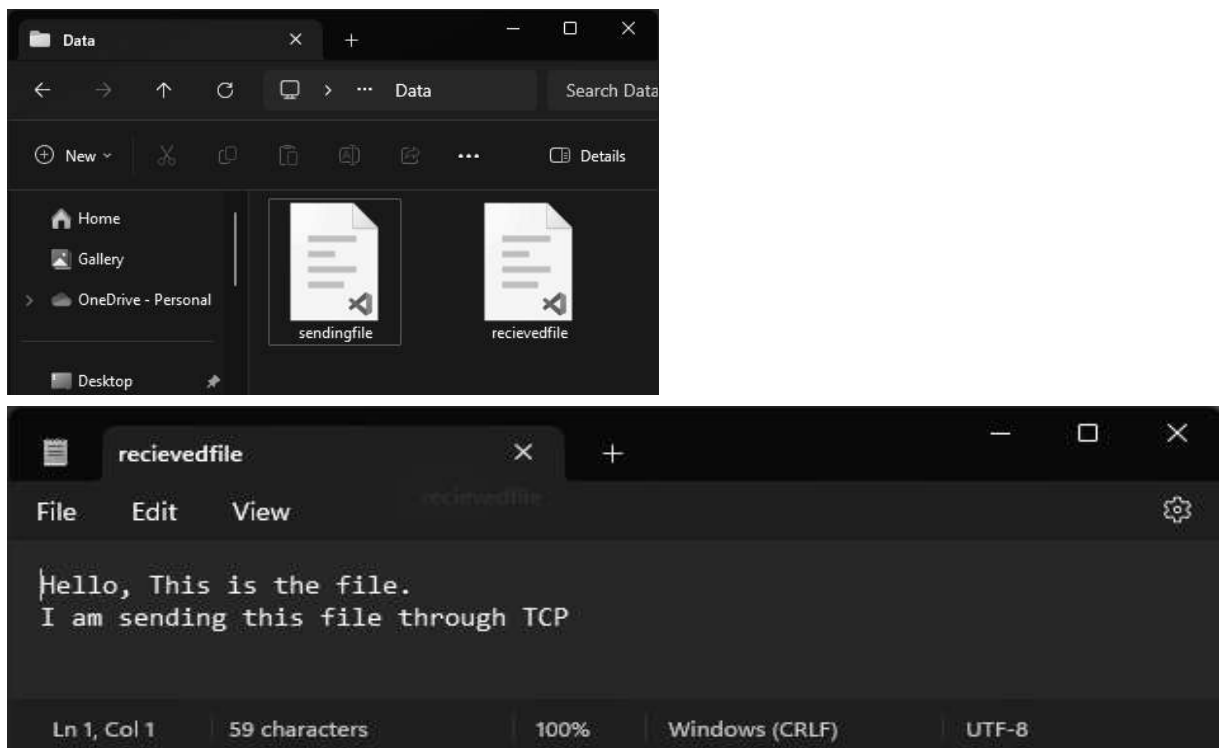 Data
Data
Search Data
New
Details
Home
Gallery
OneDrive - Personal
Desktop
sendingfile
recievedfile
recievedfile
recievedfile
File Edit View
Hello, This is the file.
I am sending this file through TCP
Ln 1, Col 1 59 characters 100% Windows (CRLF) UTF-8